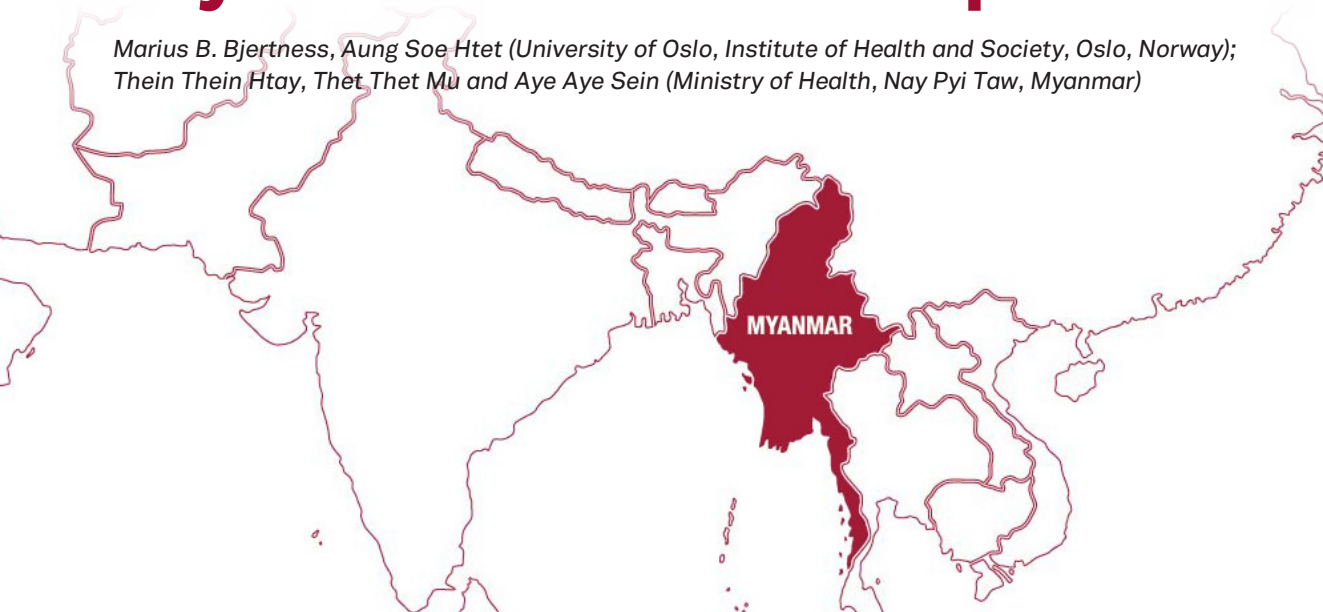 Marius B. Bjertness, Aung Soe Htet (University of Oslo, Institute of Health and Society, Oslo, Norway);
Thein Thein Htay, Thet Thet Mu and Aye Aye Sein (Ministry of Health, Nay Pyi Taw, Myanmar)
MYANMAR